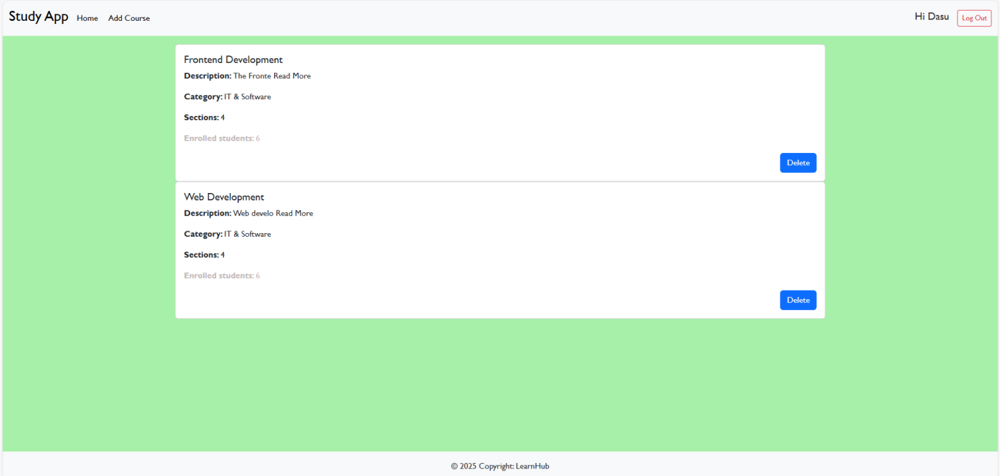 Study App Home Add Course Hi Dasu Log Out
Frontend Development
Description: The Fronte Read More
Category: IT & Software
Sections: 4
Enrolled students: 6
Delete
Web Development
Description: Web develo Read More
Category: IT & Software
Sections: 4
Enrolled students: 6
Delete
© 2025 Copyright: LearnHub